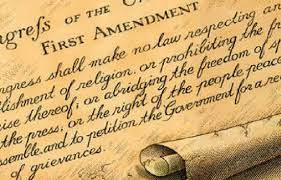 ngreſs OF THE C
FIRST AMENDMENT
ngress shall make no law respecting an
blishment of religion, or prohibiting the fr
cise thereof; or abridging the freedom of s
the press; or the right of the people peace
ssemble, and to petition the Government for a re
of grievances.